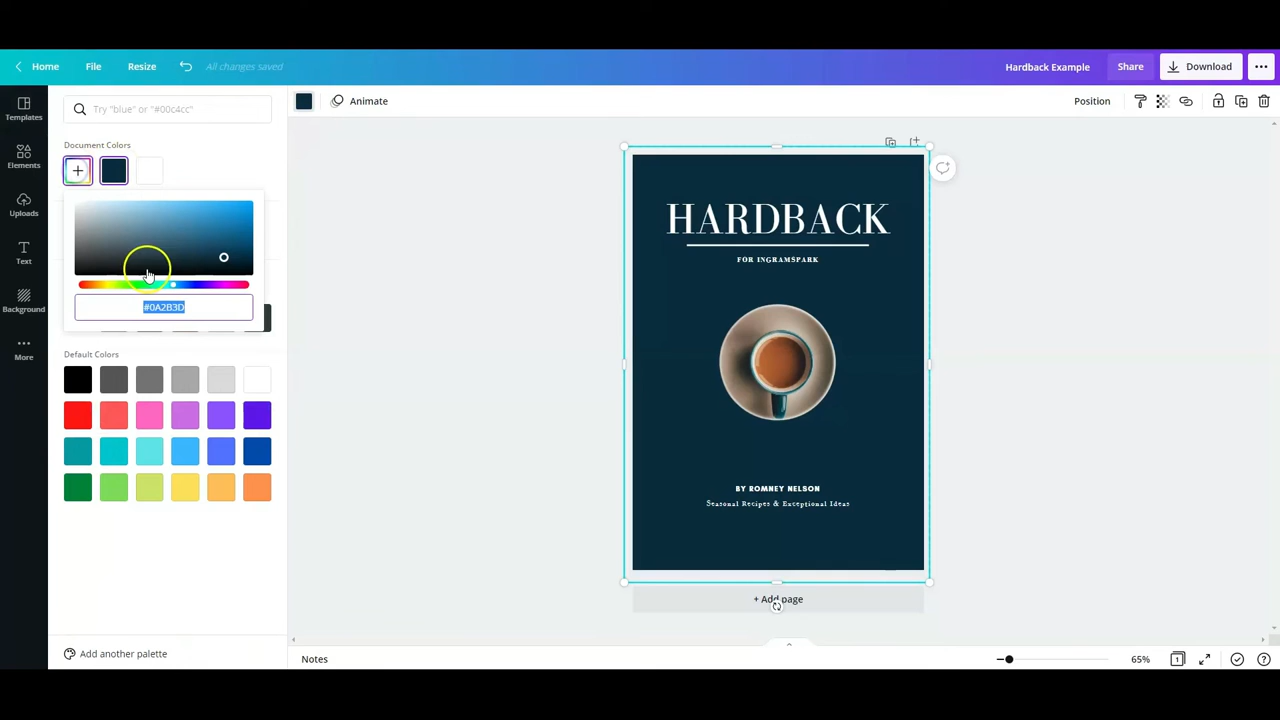 Home
File
Resize
All changes saved
Hardback Example
Share
Download
Templates
Elements
Uploads
Text
Background
More
Try "blue" or "#00c4cc"
Document Colors
#0A2B3D
Default Colors
Add another palette
Animate
Position
HARDBACK
FOR INGRAMSPARK
BY ROMNEY NELSON
Seasonal Recipes & Exceptional Ideas
+ Add page
Notes
65%
1